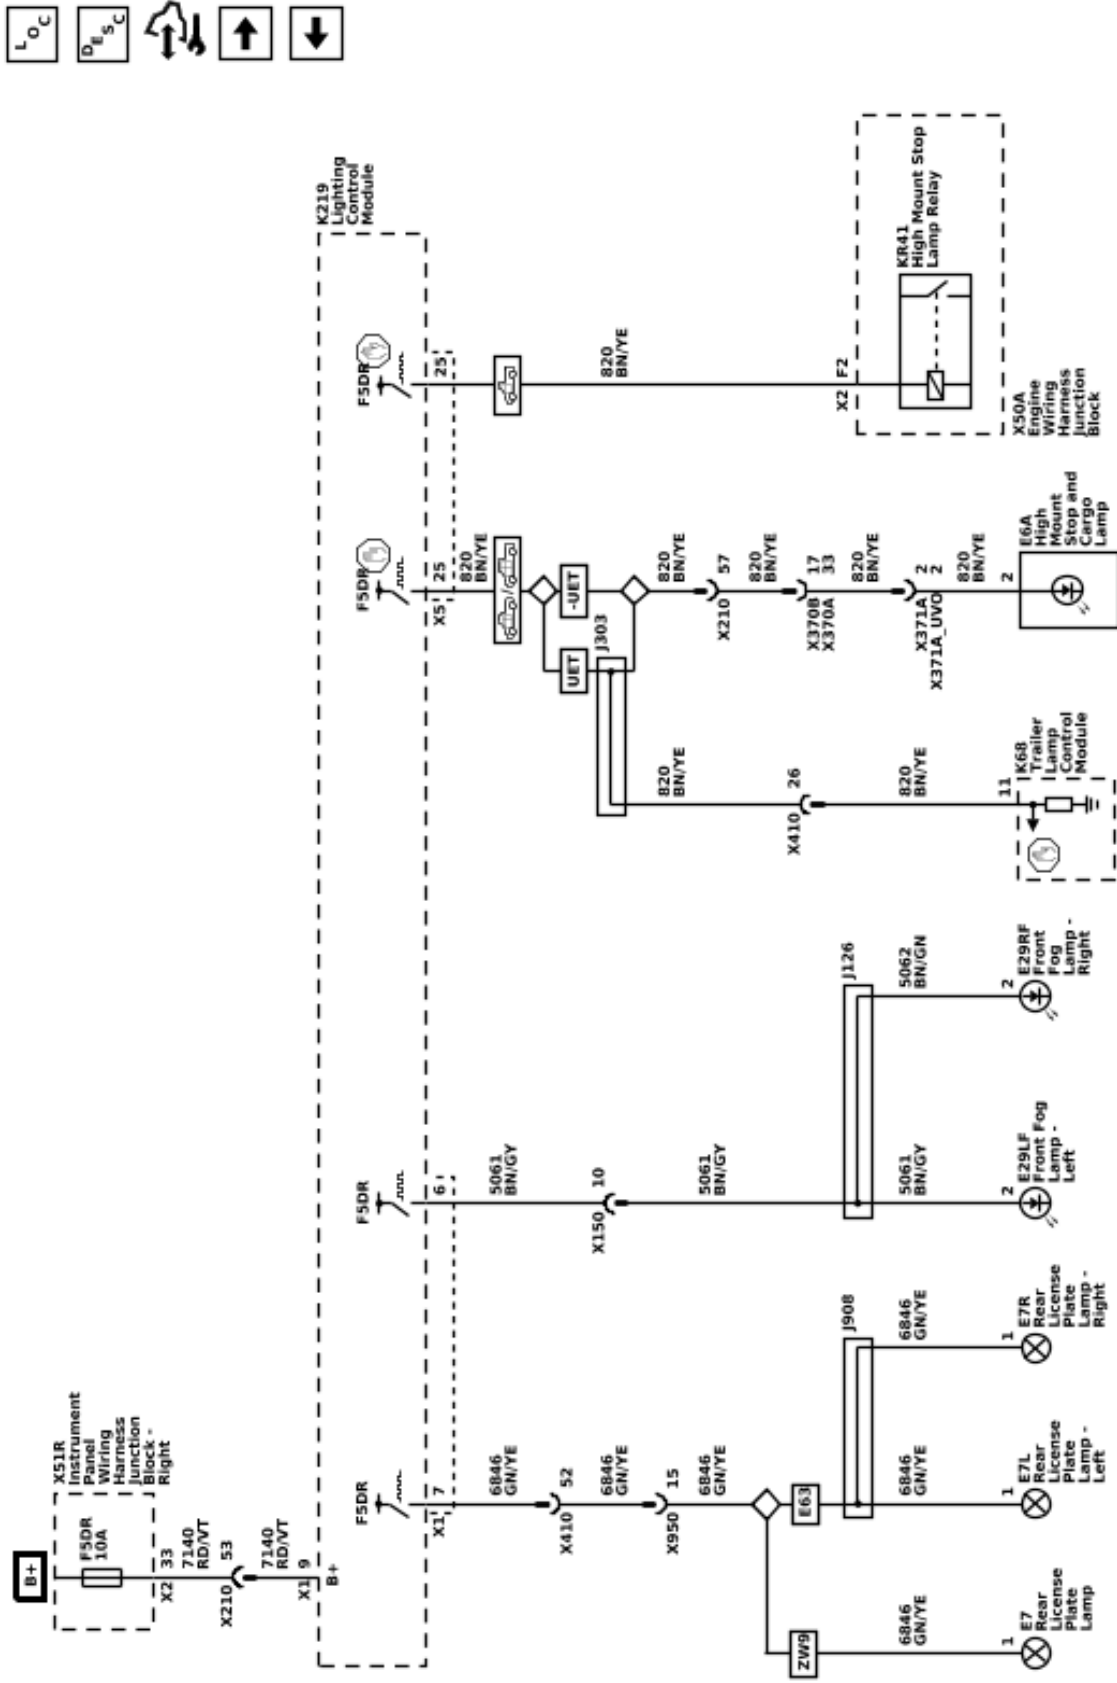 LOC
DESC
B+
X51R
Instrument
Panel
Wiring
Harness
Junction
Block -
Right
F5DR
10A
X2 33
7140
RD/VT
X210 53
7140
RD/VT
X1 9
B+
K219
Lighting
Control
Module
F5DR
F5DR
F5DR
F5DR
X1 7
6
X5 25
25
6846
GN/YE
X410 52
6846
GN/YE
X950 15
6846
GN/YE
E63
ZW9
J908
6846
GN/YE
6846
GN/YE
6846
GN/YE
1
E7
Rear
License
Plate
Lamp
1
E7L
Rear
License
Plate
Lamp -
Left
1
E7R
Rear
License
Plate
Lamp -
Right
5061
BN/GY
X150 10
5061
BN/GY
J126
5061
BN/GY
5062
BN/GN
2
E29LF
Front Fog
Lamp -
Left
2
E29RF
Front
Fog
Lamp -
Right
820
BN/YE
UET
-UET
J303
820
BN/YE
X410 26
820
BN/YE
11
K68
Trailer
Lamp
Control
Module
820
BN/YE
X210 57
820
BN/YE
X370B 17
X370A 33
820
BN/YE
X371A 2
X371A_UVO 2
820
BN/YE
2
E6A
High
Mount
Stop and
Cargo
Lamp
820
BN/YE
X2 F2
KR41
High Mount Stop
Lamp Relay
X50A
Engine
Wiring
Harness
Junction
Block